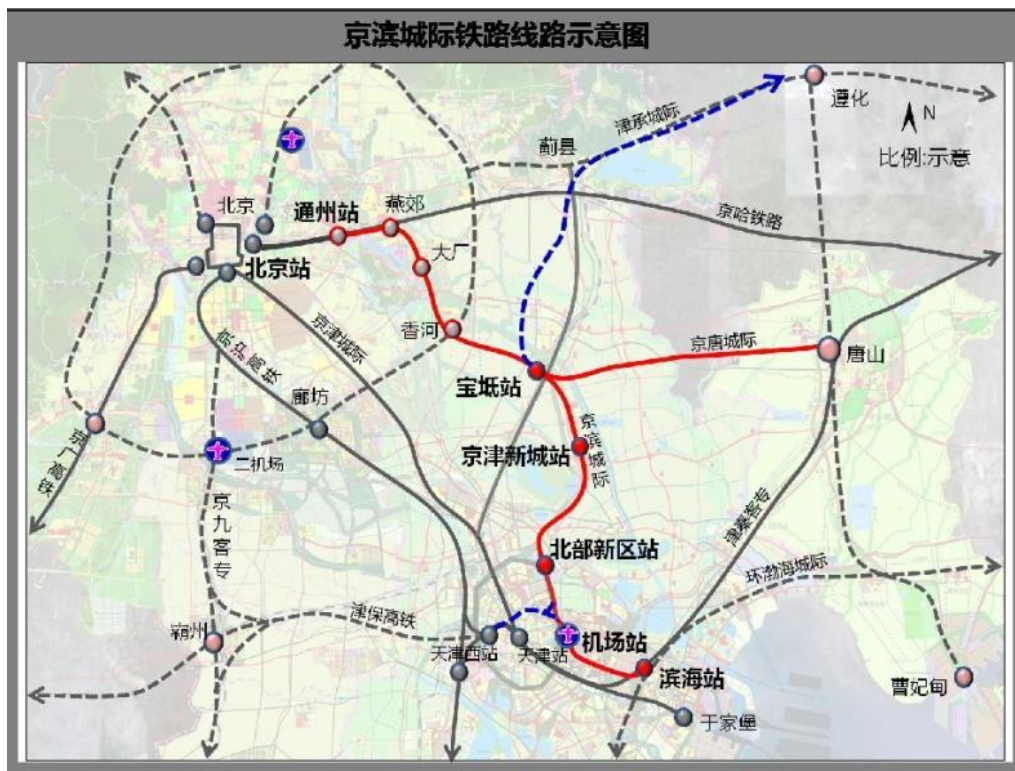 京滨城际铁路线路示意图
遵化
N
比例:示意
津承城际
蓟县
北京
通州站
燕郊
京哈铁路
北京站
大厂
香河
京津城际
京沪高铁
京唐城际
唐山
宝坻站
廊坊
京滨城际
京津新城站
京广高铁
二机场
京九客专
津秦客专
北部新区站
环渤海城际
津保高铁
霸州
天津西站
天津站
机场站
滨海站
曹妃甸
于家堡